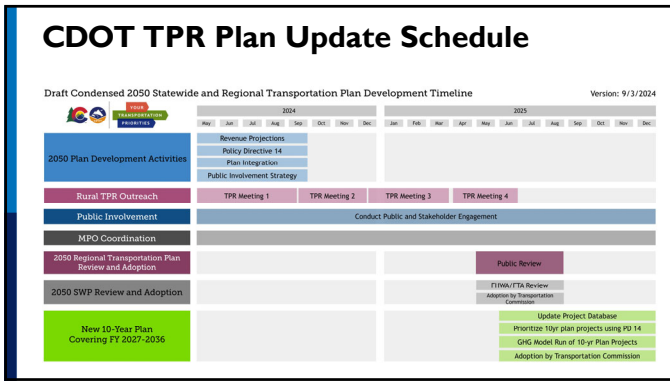 CDOT TPR Plan Update Schedule
Draft Condensed 2050 Statewide and Regional Transportation Plan Development Timeline
Version: 9/3/2024
YOUR
TRANSPORTATION
PRIORITIES
2024
2025
May Jun Jul Aug Sep Oct Nov Dec
Jan Feb Mar Apr May Jun Jul Aug Sep Oct Nov Dec
2050 Plan Development Activities
Revenue Projections
Policy Directive 14
Plan Integration
Public Involvement Strategy
Rural TPR Outreach
TPR Meeting 1
TPR Meeting 2
TPR Meeting 3
TPR Meeting 4
Public Involvement
Conduct Public and Stakeholder Engagement
MPO Coordination
2050 Regional Transportation Plan
Review and Adoption
Public Review
2050 SWP Review and Adoption
FHWA/FTA Review
Adoption by Transportation
Commission
New 10-Year Plan
Covering FY 2027-2036
Update Project Database
Prioritize 10yr plan projects using PD 14
GHG Model Run of 10-yr Plan Projects
Adoption by Transportation Commission